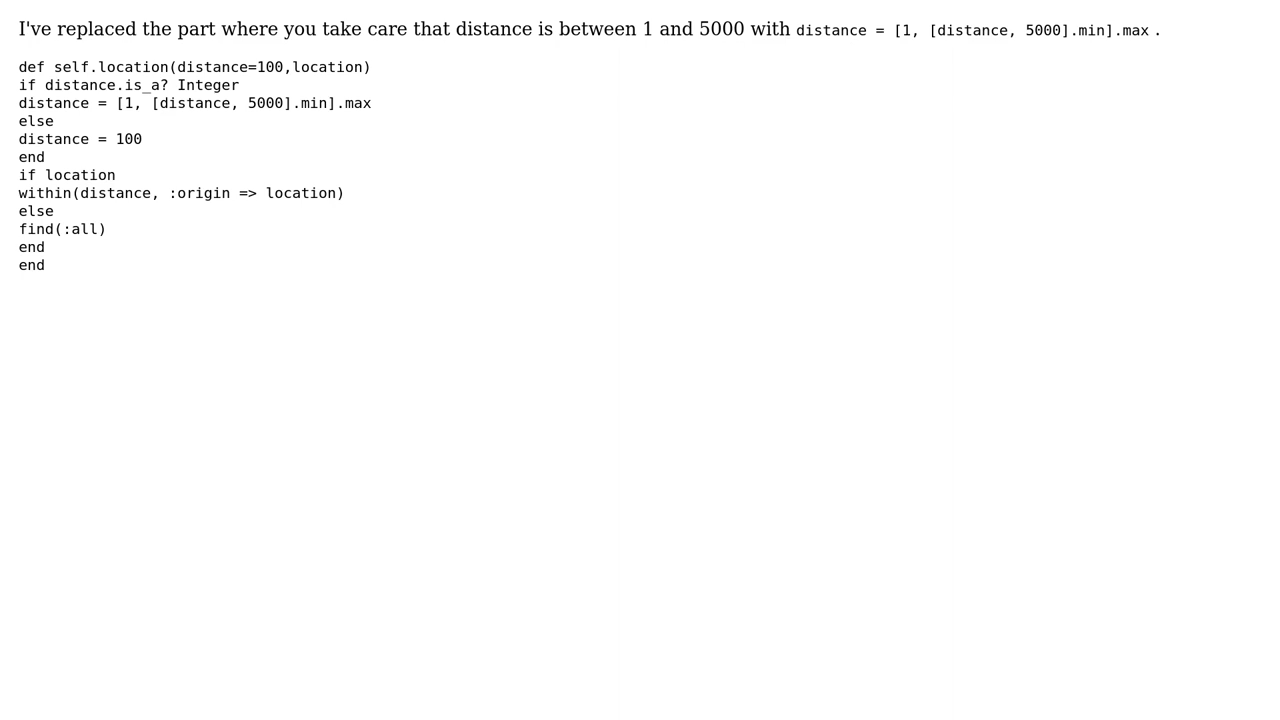 I've replaced the part where you take care that distance is between 1 and 5000 with distance = [1, [distance, 5000].min].max .
def self.location(distance=100,location)
if distance.is_a? Integer
distance = [1, [distance, 5000].min].max
else
distance = 100
end
if location
within(distance, :origin => location)
else
find(:all)
end
end